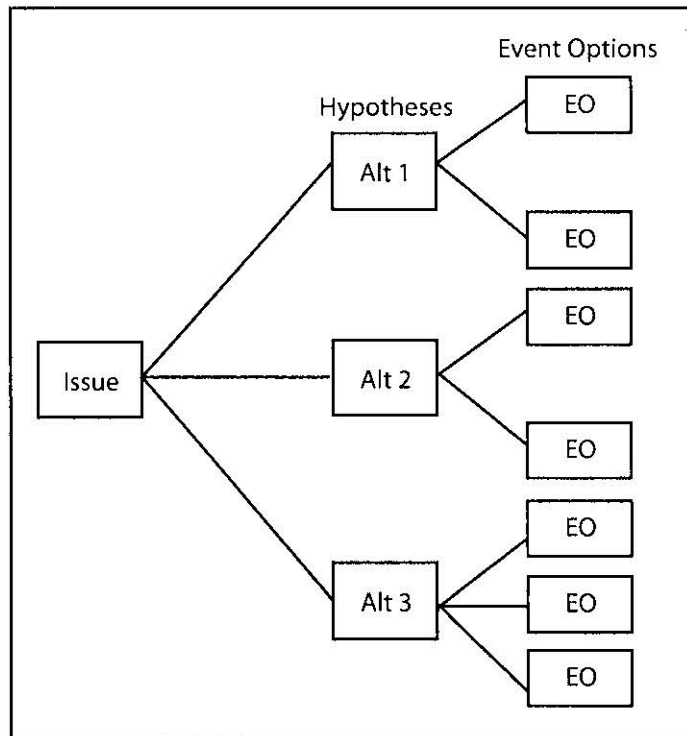 Event Options
EO
Hypotheses
Alt 1
EO
EO
Issue
Alt 2
EO
EO
Alt 3
EO
EO